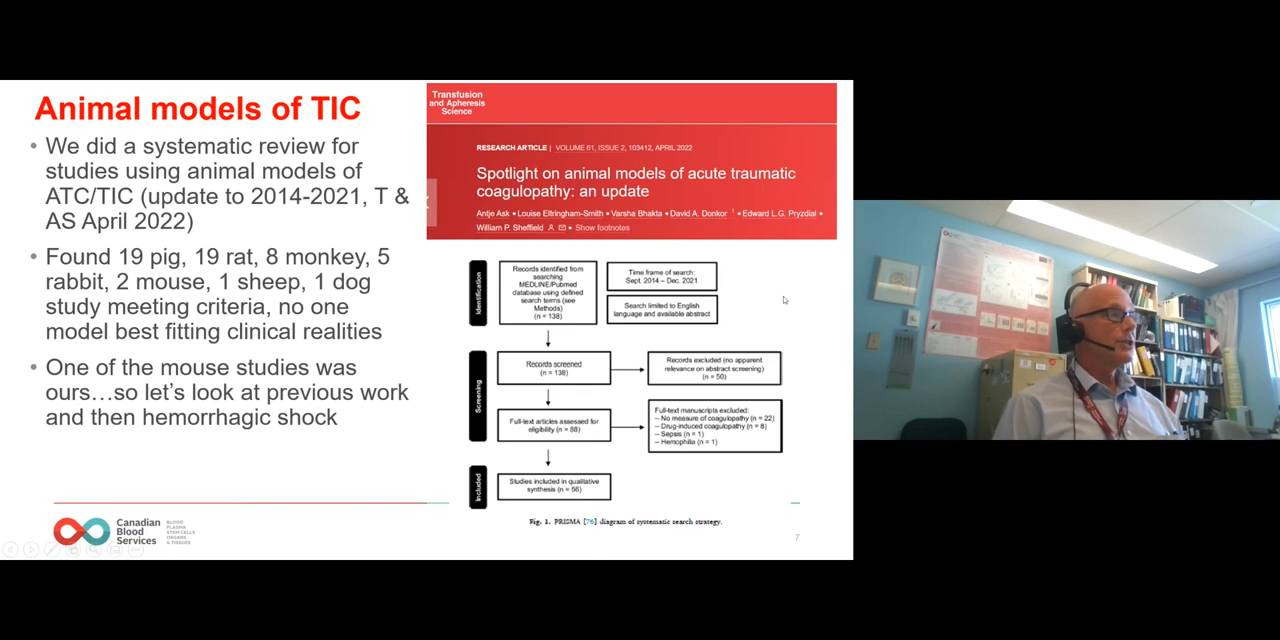 Animal models of TIC
• We did a systematic review for
studies using animal models of
ATC/TIC (update to 2014-2021, T &
AS April 2022)
• Found 19 pig, 19 rat, 8 monkey, 5
rabbit, 2 mouse, 1 sheep, 1 dog
study meeting criteria, no one
model best fitting clinical realities
• One of the mouse studies was
ours…so let's look at previous work
and then hemorrhagic shock
Canadian
Blood
Services
BLOOD
PLASMA
STEM CELLS
ORGANS
& TISSUES
Transfusion
and Apheresis
Science
RESEARCH ARTICLE | VOLUME 61, ISSUE 2, 103412, APRIL 2022
Spotlight on animal models of acute traumatic
coagulopathy: an update
Antje Ask • Louise Eltringham-Smith • Varsha Bhakta • David A. Donkor 1 • Edward L.G. Pryzdial •
William P. Sheffield • Show footnotes
Identification
Records identified from
searching
MEDLINE/Pubmed
database using defined
search terms (see
Methods)
(n = 138)
Time frame of search:
Sept. 2014 – Dec. 2021
Search limited to English
language and available abstract
Screening
Records screened
(n = 138)
Records excluded (no apparent
relevance on abstract screening)
(n = 50)
Full-text articles assessed for
eligibility (n = 88)
Full-text manuscripts excluded:
– No measure of coagulopathy (n = 22)
– Drug-induced coagulopathy (n = 8)
– Sepsis (n = 1)
– Hemophilia (n = 1)
Included
Studies included in qualitative
synthesis (n = 56)
Fig. 1. PRISMA [76] diagram of systematic search strategy.
7